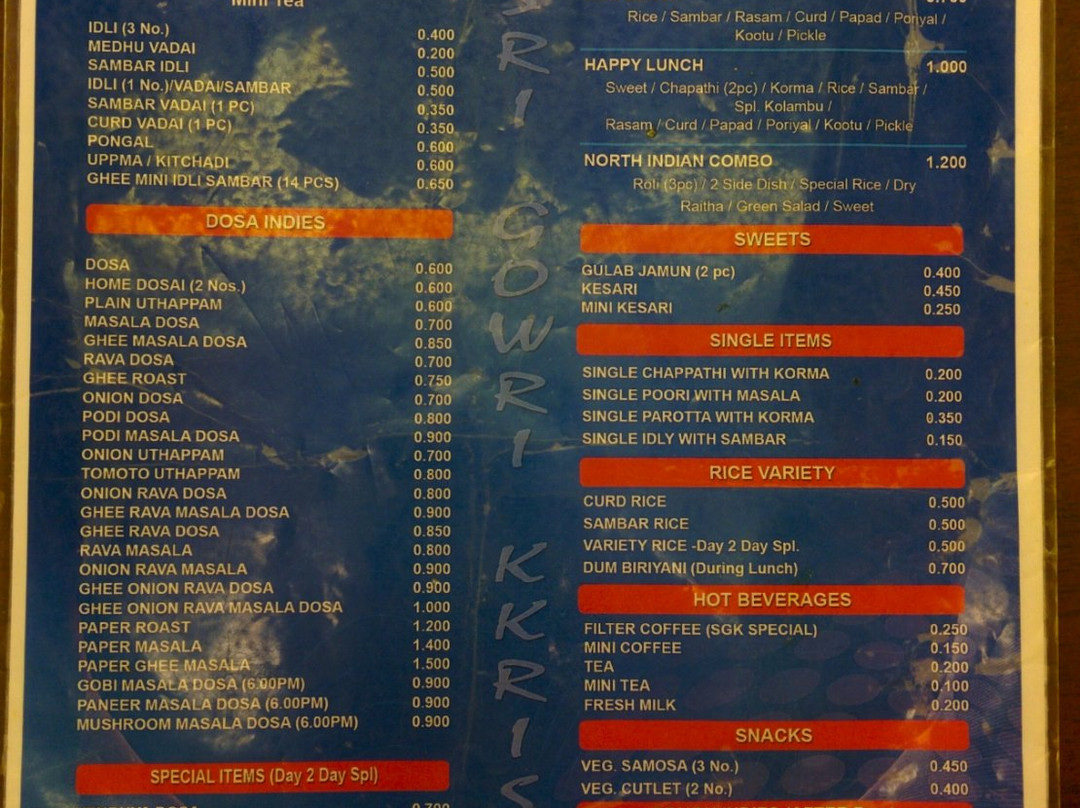 Mini Tea
IDLI (3 No.) 0.400
MEDHU VADAI 0.200
SAMBAR IDLI 0.500
IDLI (1 No.)/VADAI/SAMBAR 0.500
SAMBAR VADAI (1 PC) 0.350
CURD VADAI (1 PC) 0.350
PONGAL 0.600
UPPMA / KITCHADI 0.600
GHEE MINI IDLI SAMBAR (14 PCS) 0.650
DOSA INDIES
DOSA 0.600
HOME DOSAI (2 Nos.) 0.600
PLAIN UTHAPPAM 0.600
MASALA DOSA 0.700
GHEE MASALA DOSA 0.850
RAVA DOSA 0.700
GHEE ROAST 0.750
ONION DOSA 0.700
PODI DOSA 0.800
PODI MASALA DOSA 0.900
ONION UTHAPPAM 0.700
TOMOTO UTHAPPAM 0.800
ONION RAVA DOSA 0.800
GHEE RAVA MASALA DOSA 0.900
GHEE RAVA DOSA 0.850
RAVA MASALA 0.800
ONION RAVA MASALA 0.900
GHEE ONION RAVA DOSA 0.900
GHEE ONION RAVA MASALA DOSA 1.000
PAPER ROAST 1.200
PAPER MASALA 1.400
PAPER GHEE MASALA 1.500
GOBI MASALA DOSA (6.00PM) 0.900
PANEER MASALA DOSA (6.00PM) 0.900
MUSHROOM MASALA DOSA (6.00PM) 0.900
SPECIAL ITEMS (Day 2 Day Spl)
RI GOWRI KKRIS
Rice / Sambar / Rasam / Curd / Papad / Poriyal /
Kootu / Pickle
HAPPY LUNCH 1.000
Sweet / Chapathi (2pc) / Korma / Rice / Sambar /
Spl. Kolambu /
Rasam / Curd / Papad / Poriyal / Kootu / Pickle
NORTH INDIAN COMBO 1.200
Roti (3pc) / 2 Side Dish / Special Rice / Dry
Raitha / Green Salad / Sweet
SWEETS
GULAB JAMUN (2 pc) 0.400
KESARI 0.450
MINI KESARI 0.250
SINGLE ITEMS
SINGLE CHAPPATHI WITH KORMA 0.200
SINGLE POORI WITH MASALA 0.200
SINGLE PAROTTA WITH KORMA 0.350
SINGLE IDLY WITH SAMBAR 0.150
RICE VARIETY
CURD RICE 0.500
SAMBAR RICE 0.500
VARIETY RICE -Day 2 Day Spl. 0.500
DUM BIRIYANI (During Lunch) 0.700
HOT BEVERAGES
FILTER COFFEE (SGK SPECIAL) 0.250
MINI COFFEE 0.150
TEA 0.200
MINI TEA 0.100
FRESH MILK 0.200
SNACKS
VEG. SAMOSA (3 No.) 0.450
VEG. CUTLET (2 No.) 0.400